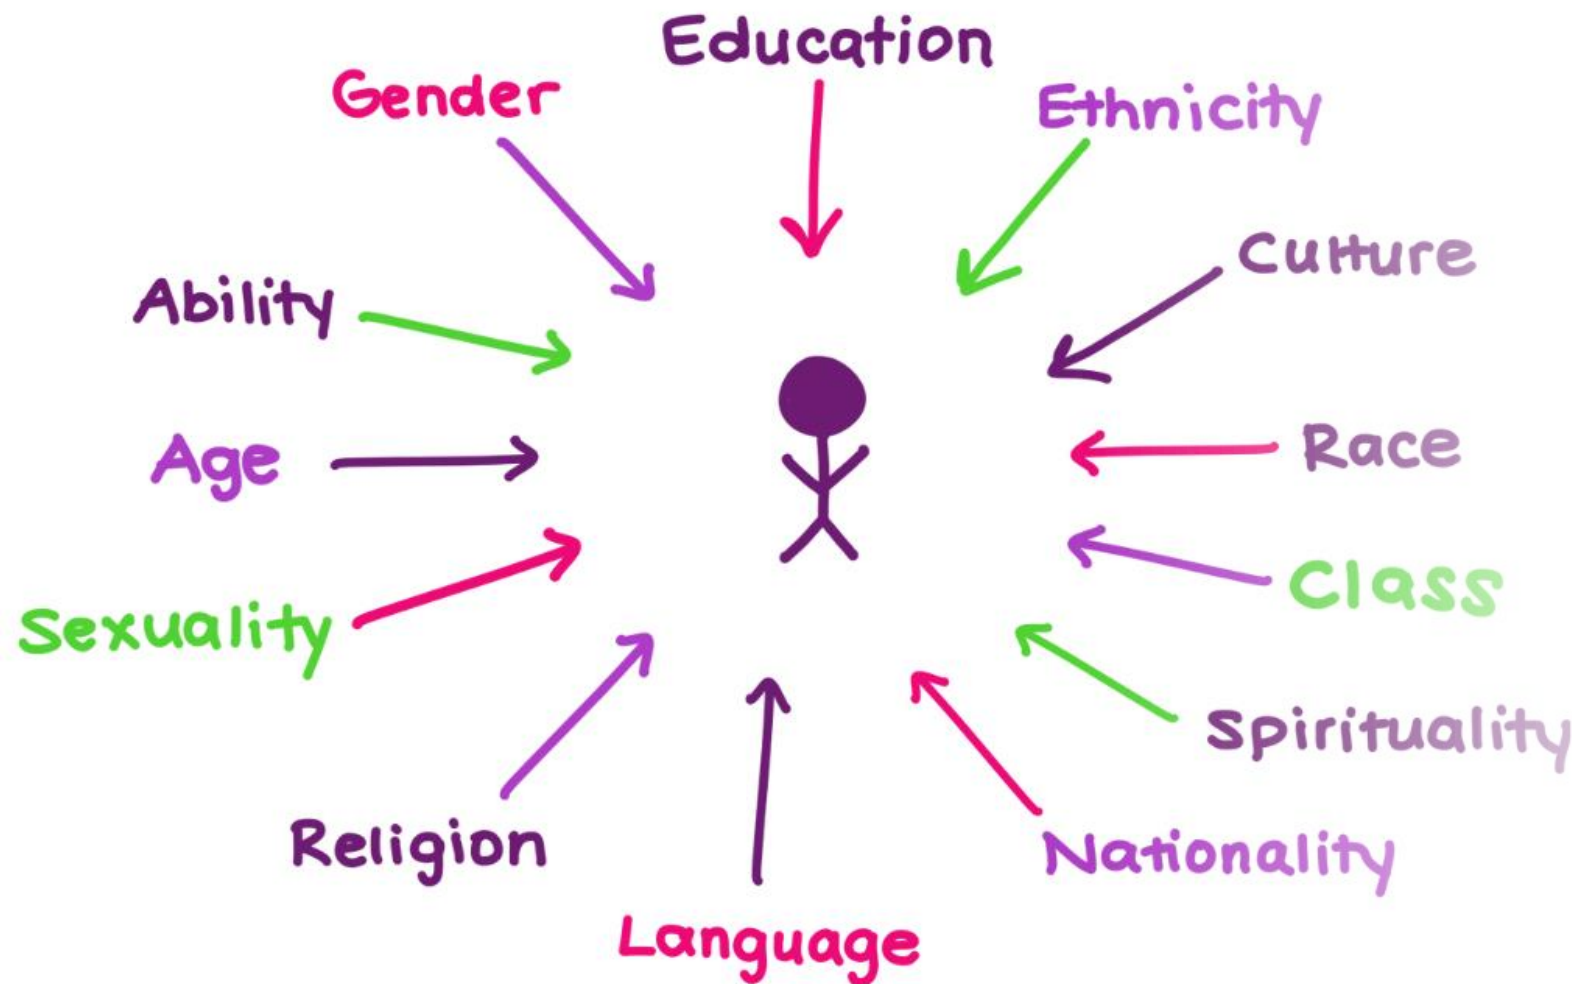 Education
Gender
Ethnicity
Culture
Ability
Race
Age
Class
Sexuality
Spirituality
Religion
Nationality
Language